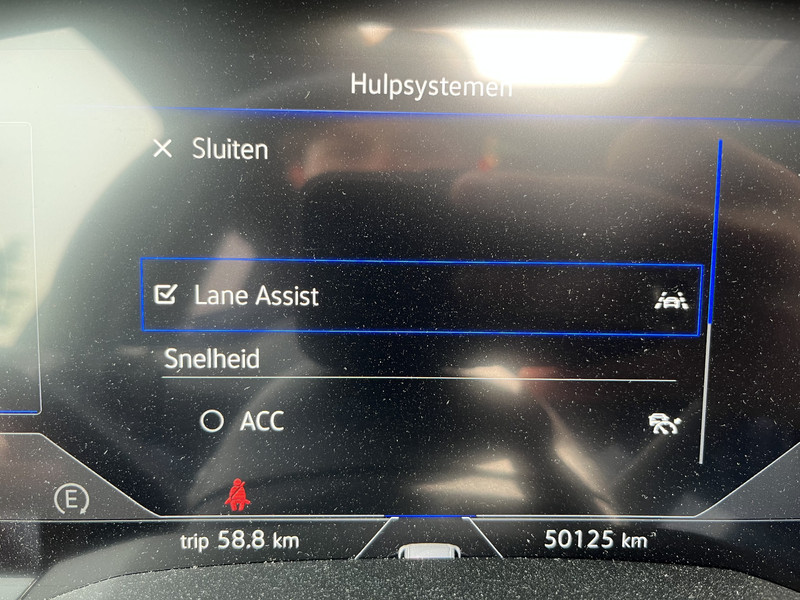 Hulpsystemen
Sluiten
Lane Assist
Snelheid
ACC
E
trip 58.8 km
50125 km